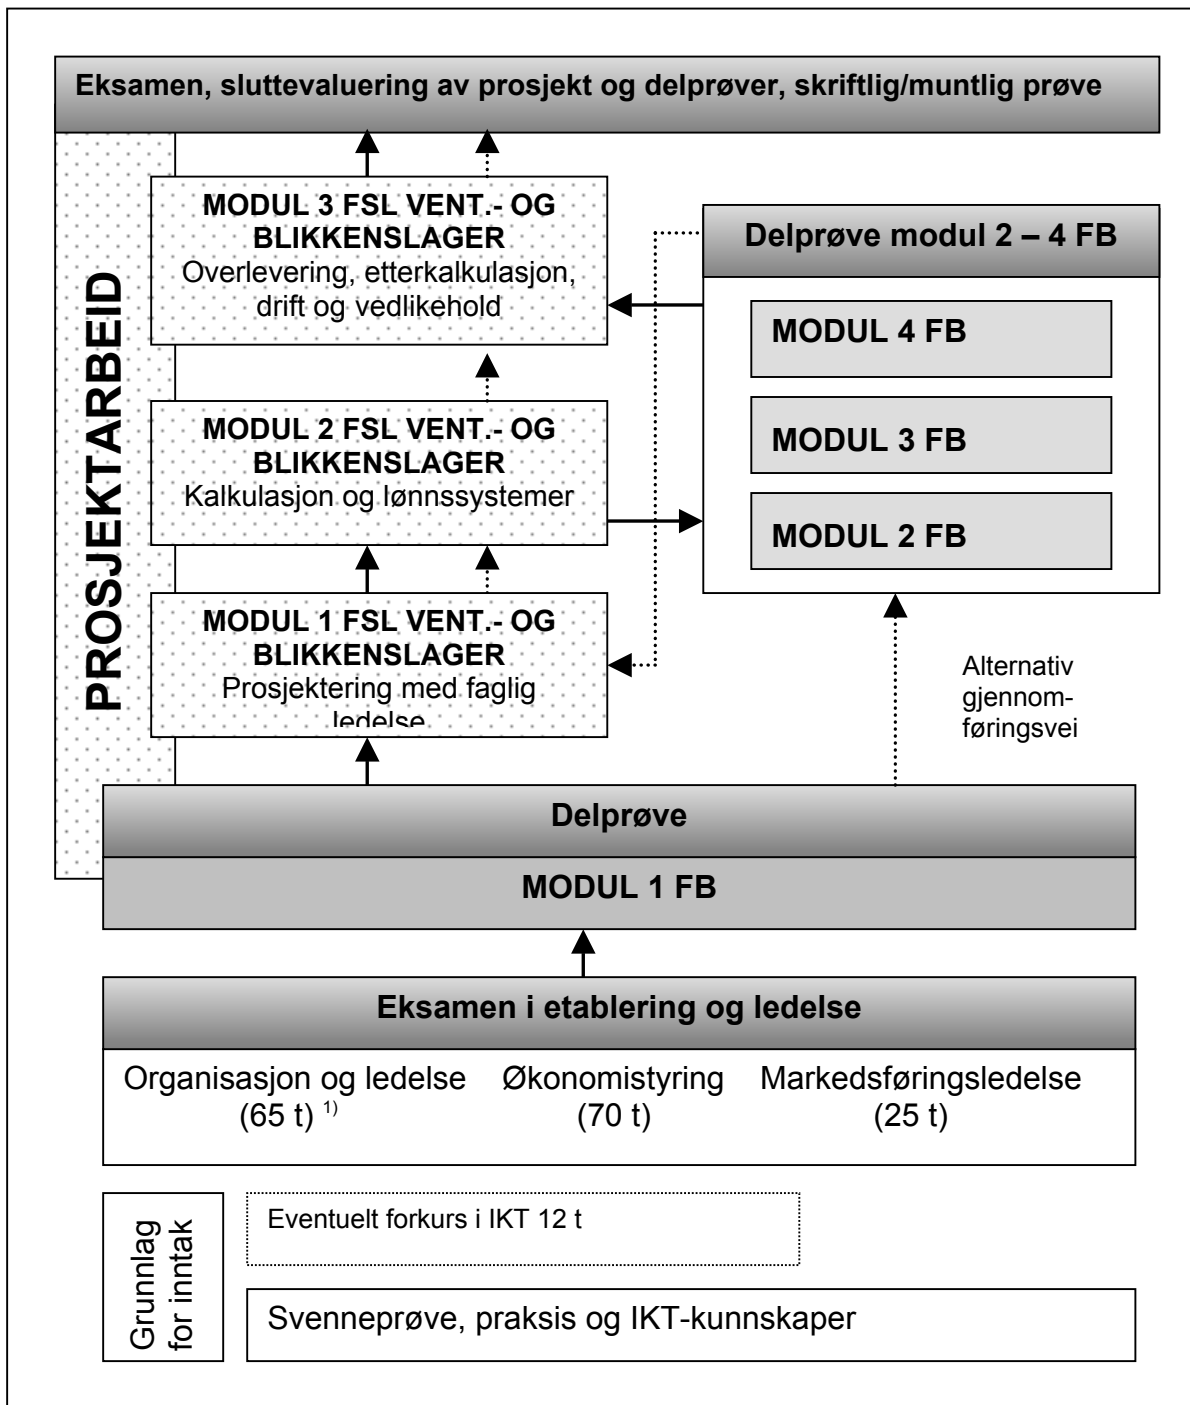 Eksamen, sluttevaluering av prosjekt og delprøver, skriftlig/muntlig prøve
PROSJEKTARBEID
MODUL 3 FSL VENT.- OG
BLIKKENSLAGER
Overlevering, etterkalkulasjon,
drift og vedlikehold
MODUL 2 FSL VENT.- OG
BLIKKENSLAGER
Kalkulasjon og lønnssystemer
MODUL 1 FSL VENT.- OG
BLIKKENSLAGER
Prosjektering med faglig
ledelse
Delprøve modul 2 – 4 FB
MODUL 4 FB
MODUL 3 FB
MODUL 2 FB
Alternativ
gjennom-
føringsvei
Delprøve
MODUL 1 FB
Eksamen i etablering og ledelse
Organisasjon og ledelse
(65 t) 1)
Økonomistyring
(70 t)
Markedsføringsledelse
(25 t)
Grunnlag
for inntak
Eventuelt forkurs i IKT 12 t
Svenneprøve, praksis og IKT-kunnskaper